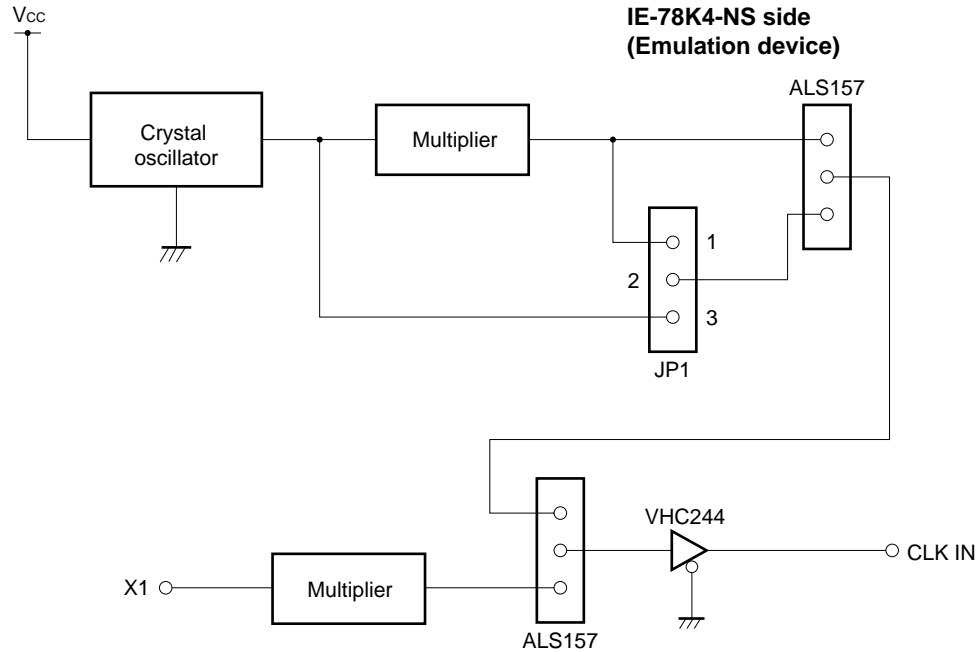 IE-78K4-NS side
(Emulation device)
VCC
Crystal
oscillator
Multiplier
ALS157
1
2
3
JP1
VHC244
CLK IN
X1
Multiplier
ALS157